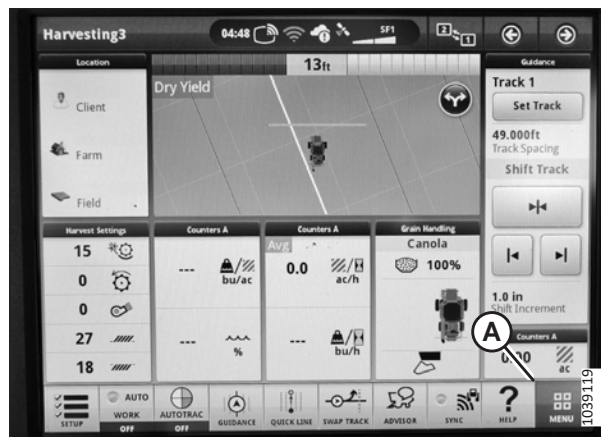 Harvesting3
04:48
SF1
2
1
Location
Client
Farm
Field
13ft
Dry Yield
Guidance
Track 1
Set Track
49.000ft
Track Spacing
Shift Track
1.0 in
Shift Increment
Harvest Settings
15
0
0
27
18
Counters A
---
bu/ac
---
%
Counters A
Avg
0.0
ac/h
---
bu/h
Grain Handling
Canola
100%
Counters A
0.00
ac
A
SETUP
AUTO
WORK
OFF
AUTOTRAC
OFF
GUIDANCE
QUICK LINE
SWAP TRACK
ADVISOR
SYNC
?
HELP
MENU
1039119